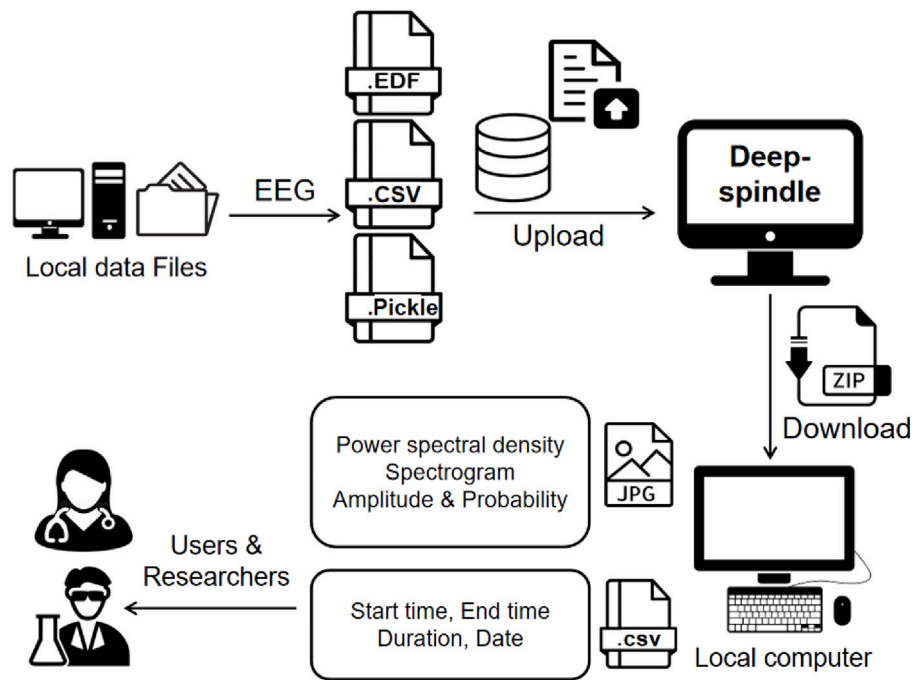 .EDF
.CSV
.Pickle
EEG
Local data Files
Upload
Deep-
spindle
ZIP
Download
Power spectral density
Spectrogram
Amplitude & Probability
JPG
Users &
Researchers
Start time, End time
Duration, Date
.csv
Local computer